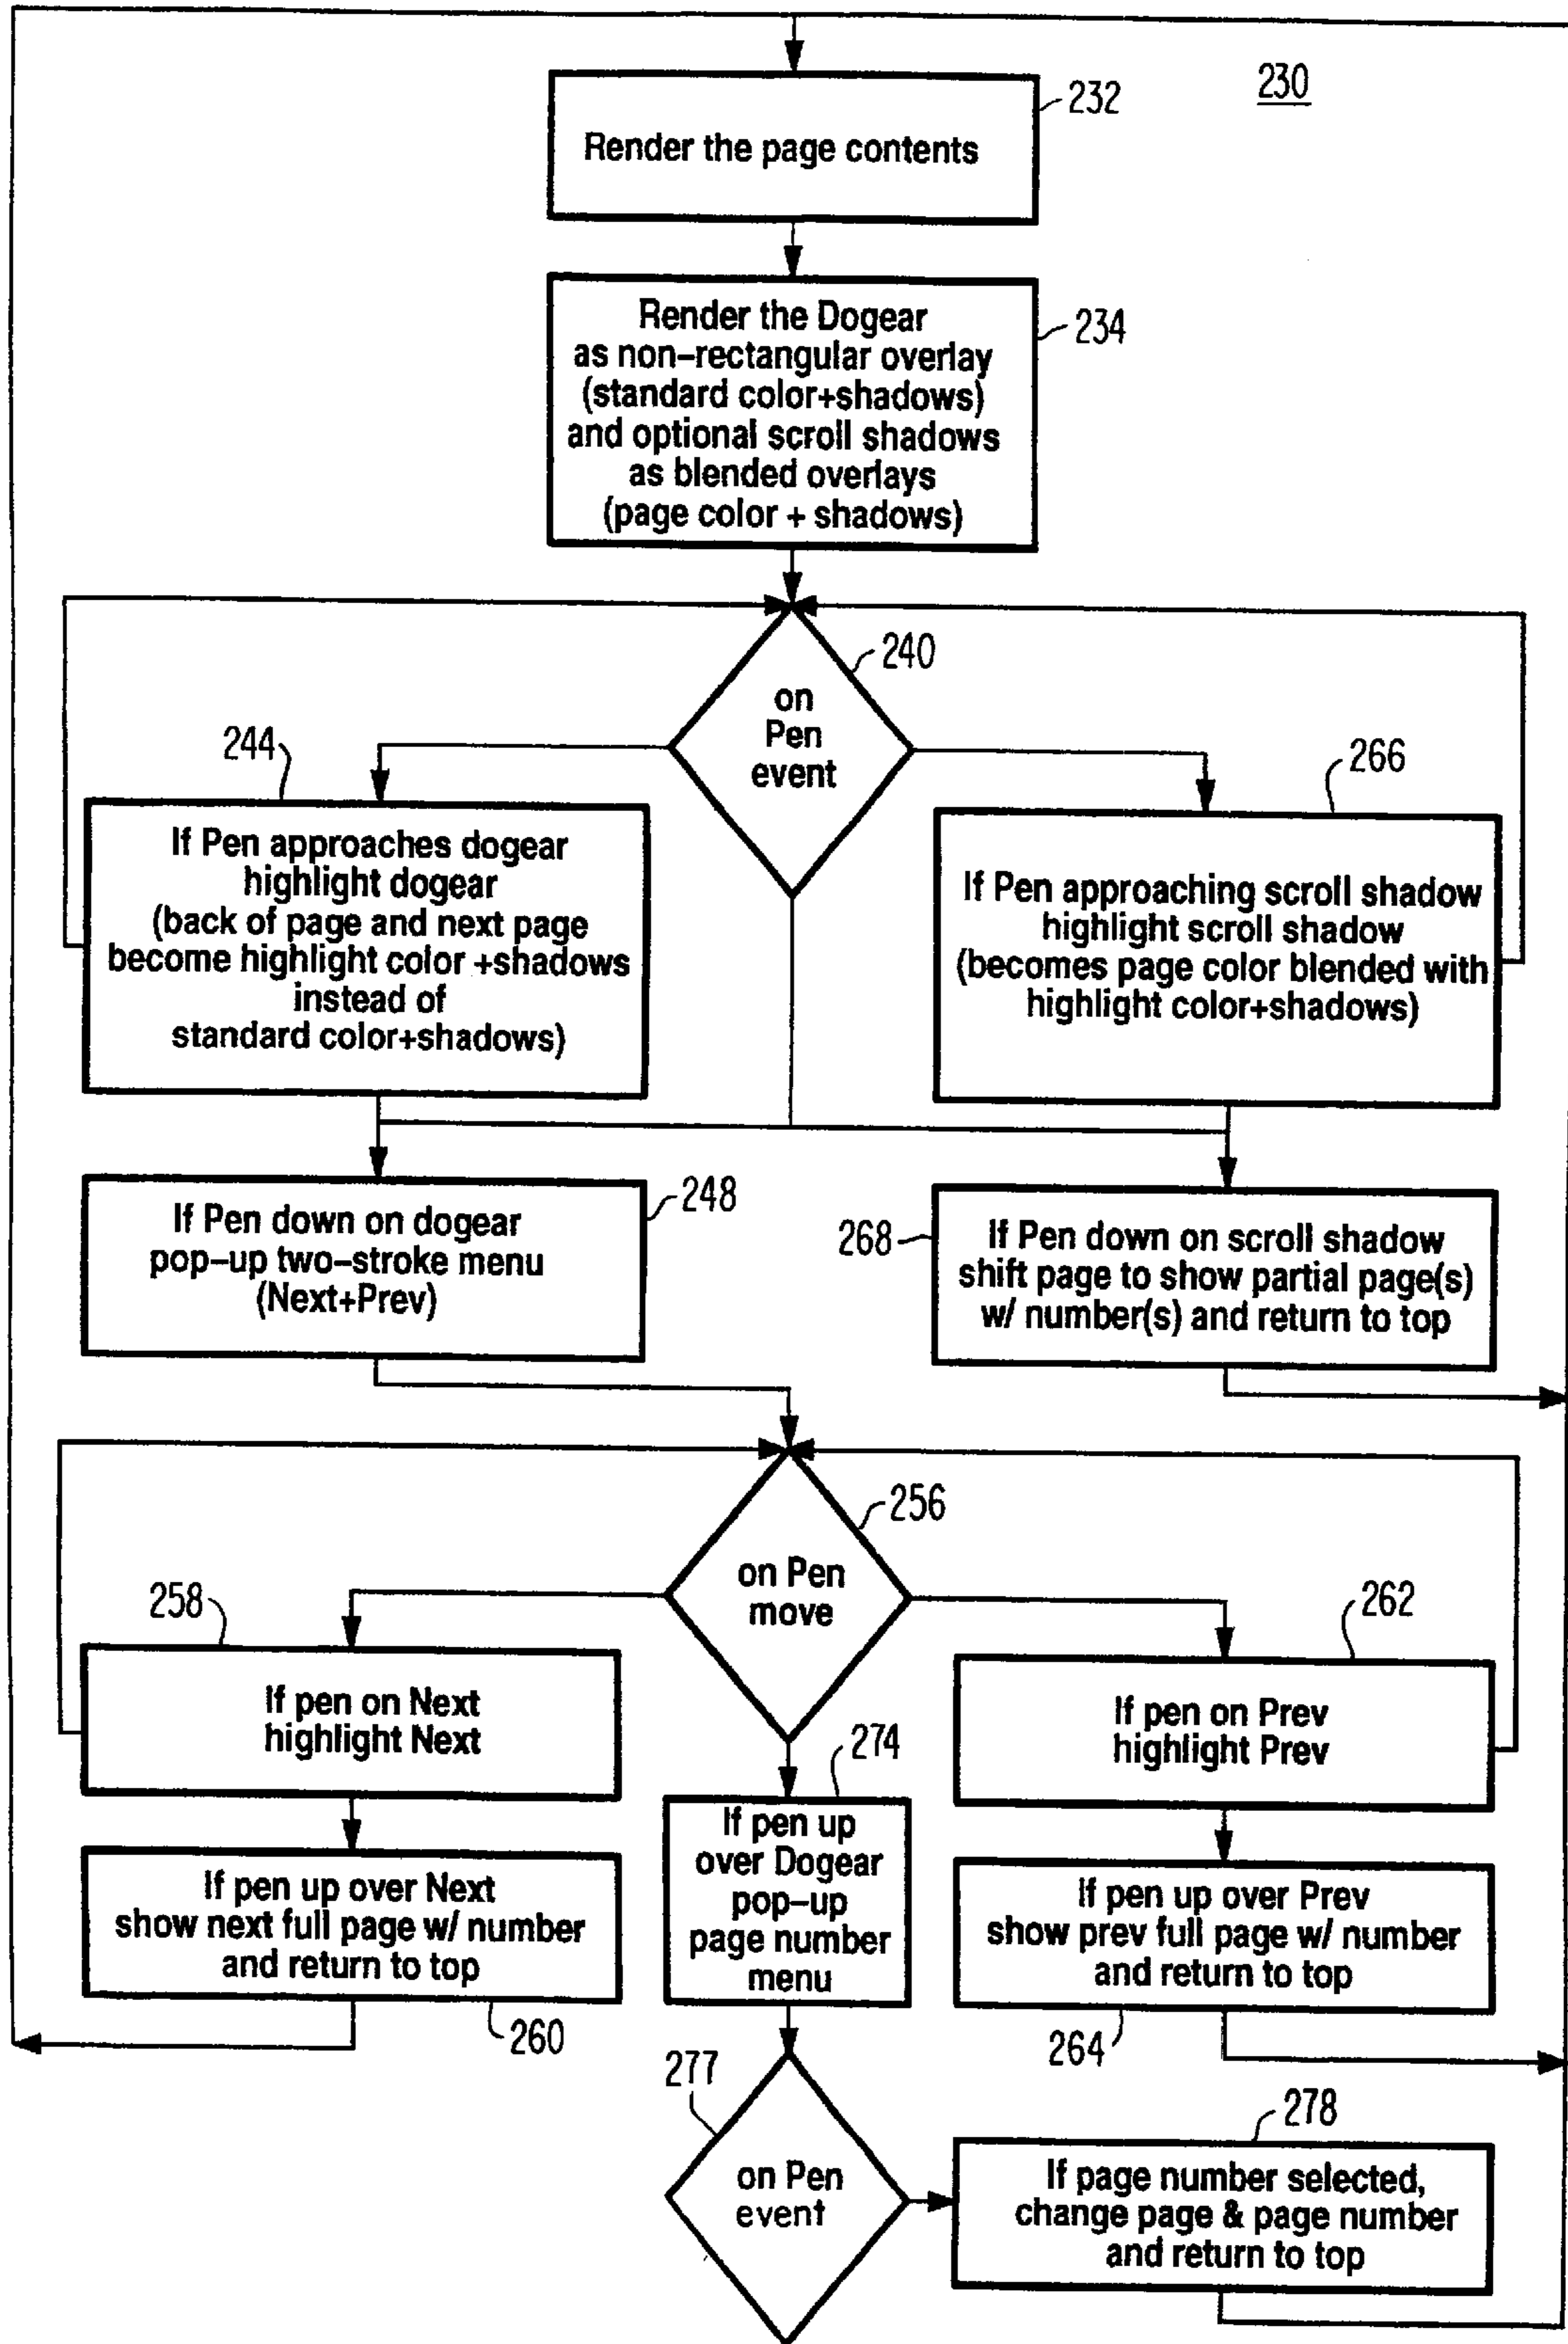 230
232
Render the page contents
234
Render the Dogear
as non-rectangular overlay
(standard color+shadows)
and optional scroll shadows
as blended overlays
(page color + shadows)
240
on
Pen
event
244
If Pen approaches dogear
highlight dogear
(back of page and next page
become highlight color +shadows
instead of
standard color+shadows)
266
If Pen approaching scroll shadow
highlight scroll shadow
(becomes page color blended with
highlight color+shadows)
248
If Pen down on dogear
pop-up two-stroke menu
(Next+Prev)
268
If Pen down on scroll shadow
shift page to show partial page(s)
w/ number(s) and return to top
256
on Pen
move
258
If pen on Next
highlight Next
262
If pen on Prev
highlight Prev
274
If pen up
over Dogear
pop-up
page number
menu
If pen up over Next
show next full page w/ number
and return to top
260
If pen up over Prev
show prev full page w/ number
and return to top
264
277
on Pen
event
278
If page number selected,
change page & page number
and return to top